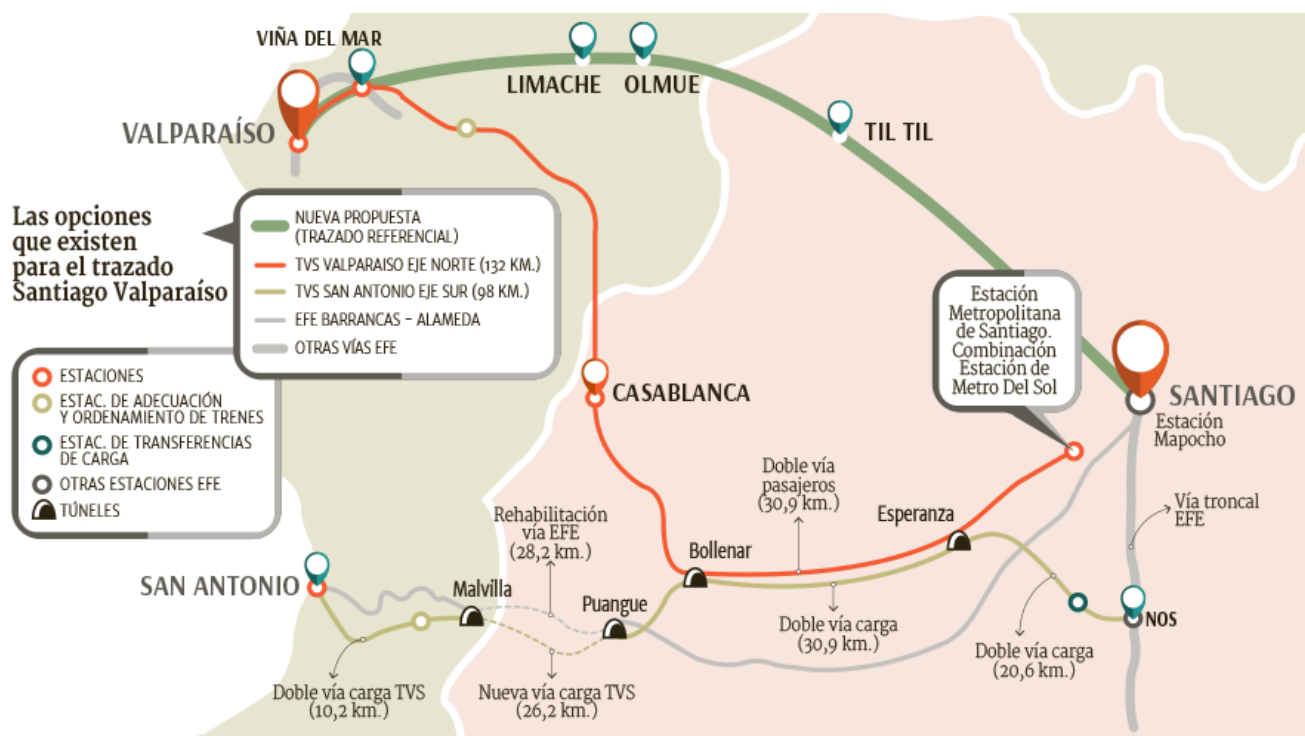 VIÑA DEL MAR
LIMACHE
OLMUE
VALPARAÍSO
TIL TIL
Las opciones
que existen
para el trazado
Santiago Valparaíso
NUEVA PROPUESTA
(TRAZADO REFERENCIAL)
TVS VALPARAISO EJE NORTE (132 KM.)
TVS SAN ANTONIO EJE SUR (98 KM.)
EFE BARRANCAS - ALAMEDA
OTRAS VÍAS EFE
ESTACIONES
ESTAC. DE ADECUACIÓN
Y ORDENAMIENTO DE TRENES
ESTAC. DE TRANSFERENCIAS
DE CARGA
OTRAS ESTACIONES EFE
TÚNELES
Estación
Metropolitana
de Santiago.
Combinación
Estación de
Metro Del Sol
CASABLANCA
SANTIAGO
Estación
Mapocho
Doble vía
pasajeros
(30,9 km.)
Esperanza
Vía troncal
EFE
Rehabilitación
vía EFE
(28,2 km.)
Bollenar
SAN ANTONIO
Malvilla
Puangue
NOS
Doble vía carga
(30,9 km.)
Doble vía carga
(20,6 km.)
Doble vía carga TVS
(10,2 km.)
Nueva vía carga TVS
(26,2 km.)